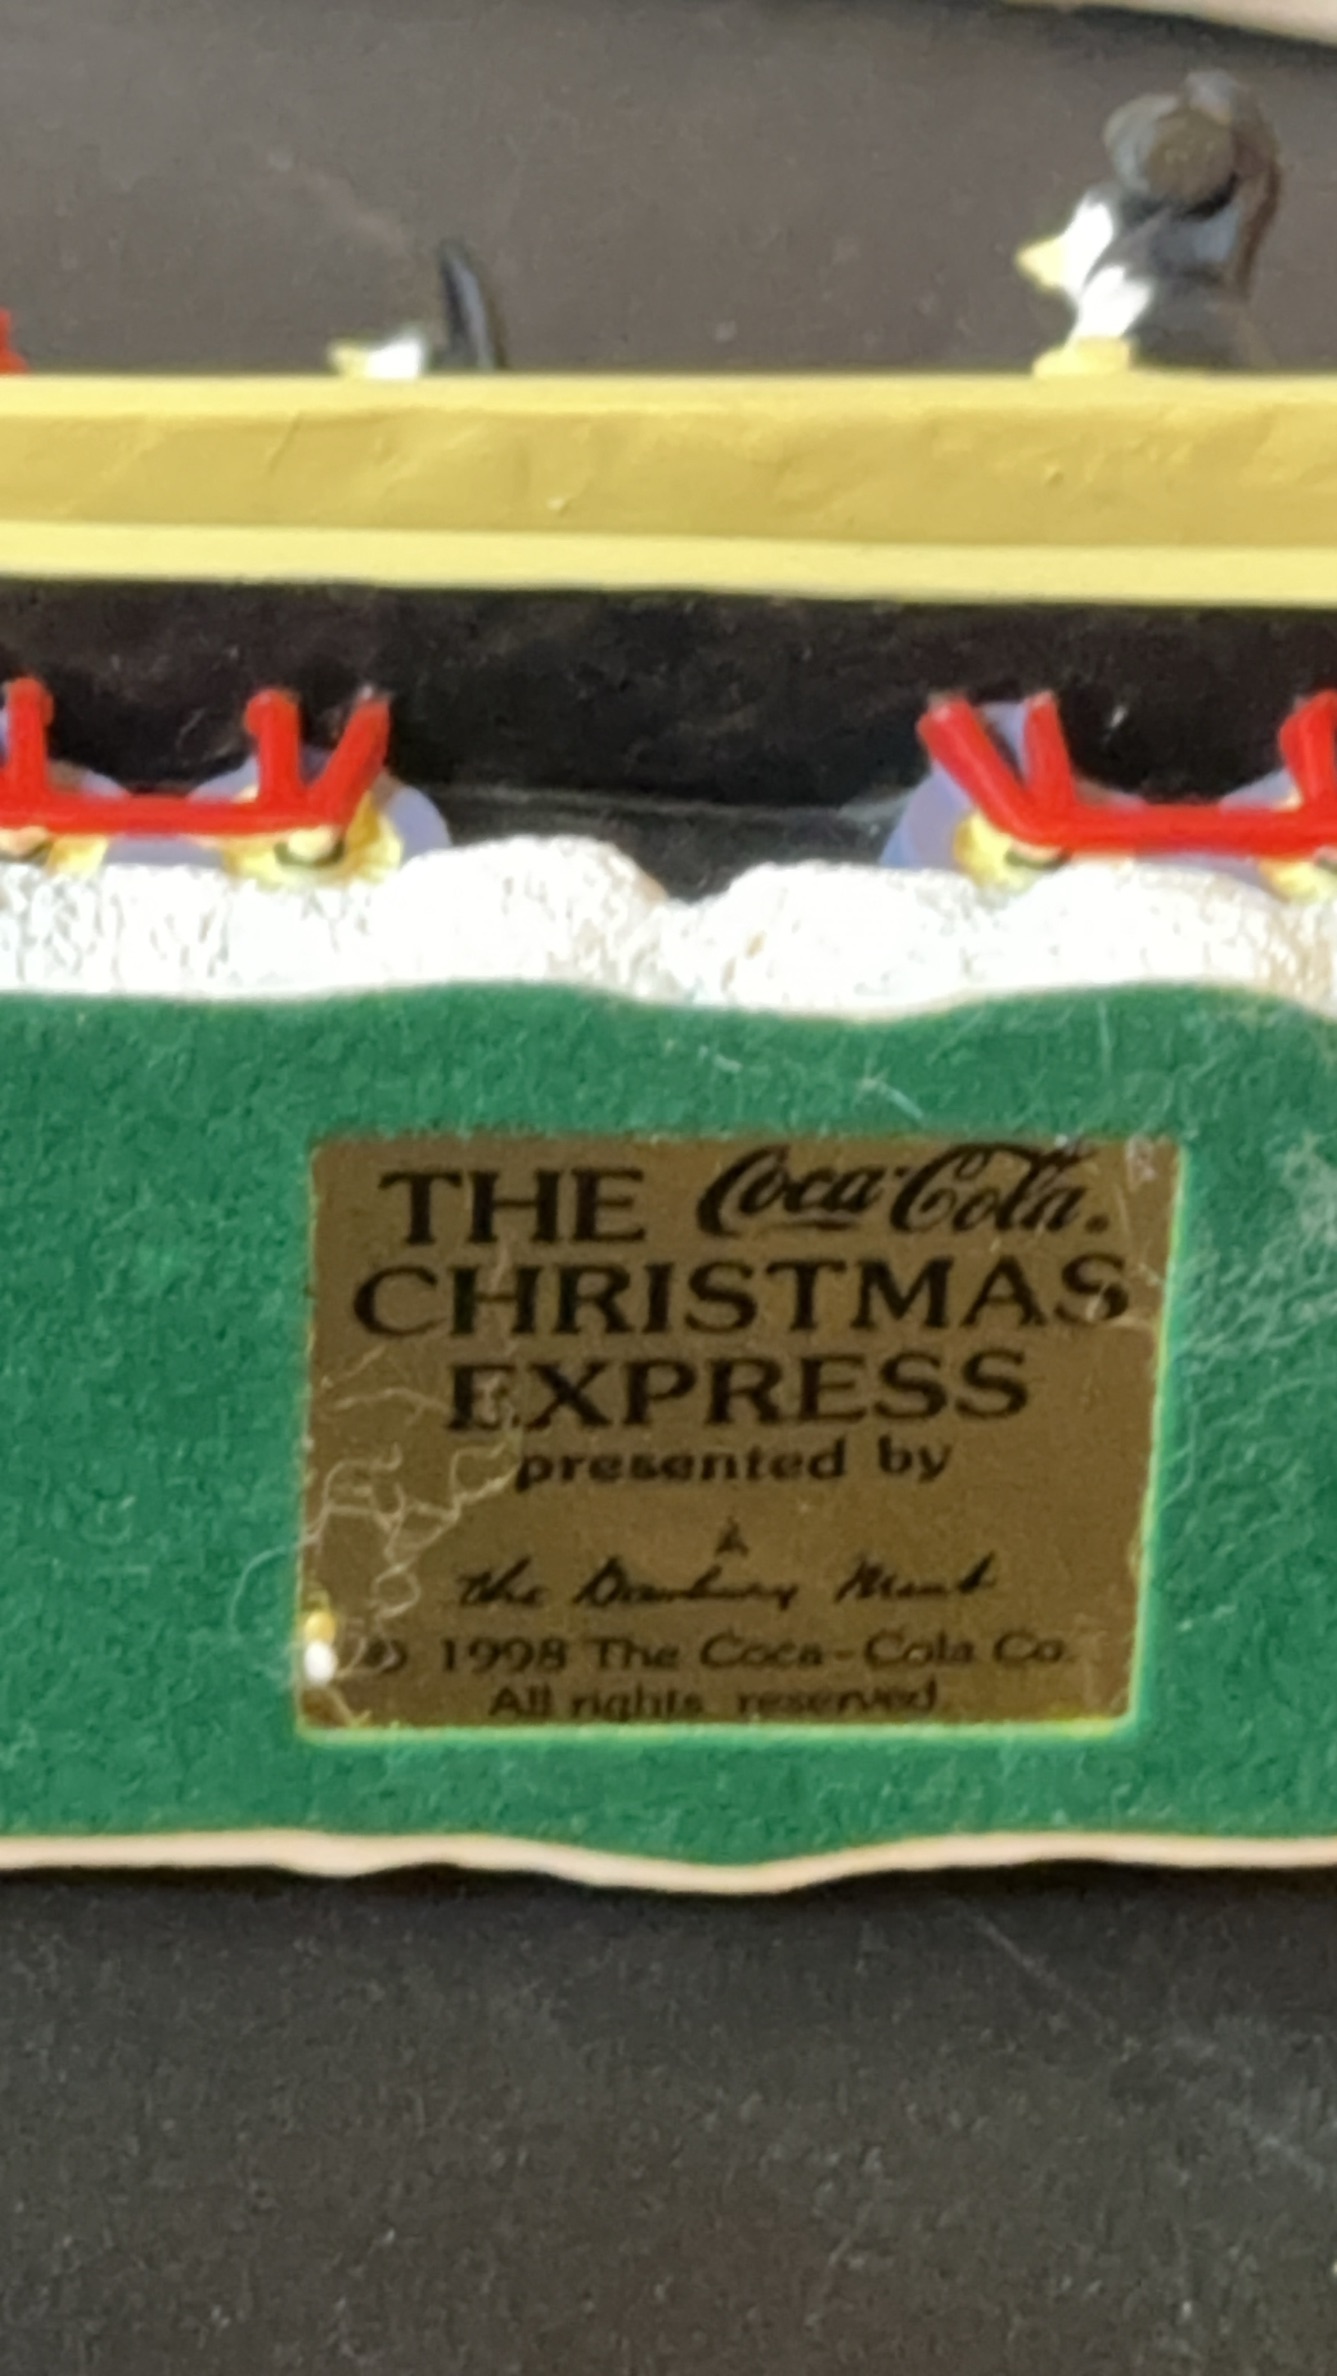 THE Coca-Cola.
CHRISTMAS
EXPRESS
presented by
The Danbury Mint
© 1998 The Coca-Cola Co.
All rights reserved.